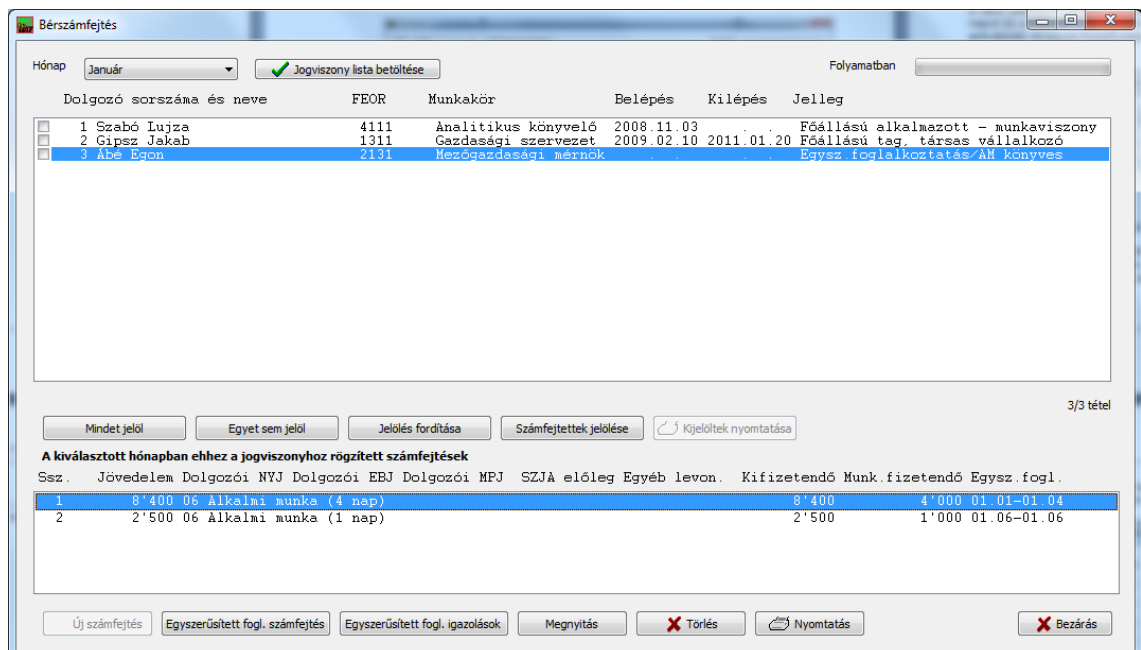 Bérszámfejtés
Hónap Január Jogviszony lista betöltése Folyamatban
Dolgozó sorszáma és neve FEOR Munkakör Belépés Kilépés Jelleg
1 Szabó Lujza 4111 Analitikus könyvelő 2008.11.03 . . Főállású alkalmazott - munkaviszony
2 Gipsz Jakab 1311 Gazdasági szervezet 2009.02.10 2011.01.20 Főállású tag, társas vállalkozó
3 Ábé Egon 2131 Mezőgazdasági mérnök . . . . Egysz.foglalkoztatás/AM könyves
3/3 tétel
Mindet jelöl Egyet sem jelöl Jelölés fordítása Számfejtettek jelölése Kijelöltek nyomtatása
A kiválasztott hónapban ehhez a jogviszonyhoz rögzített számfejtések
Ssz. Jövedelem Dolgozói NYJ Dolgozói EBJ Dolgozói MPJ SZJA előleg Egyéb levon. Kifizetendő Munk.fizetendő Egysz.fogl.
1 8'400 06 Alkalmi munka (4 nap) 8'400 4'000 01.01-01.04
2 2'500 06 Alkalmi munka (1 nap) 2'500 1'000 01.06-01.06
Új számfejtés Egyszerűsített fogl. számfejtés Egyszerűsített fogl. igazolások Megnyitás Törlés Nyomtatás Bezárás